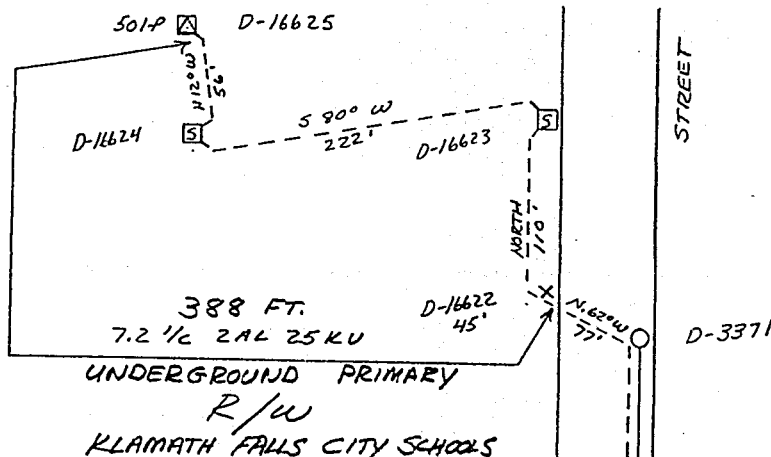 501-P D-16625
N12°W
56'
D-16624 S
S 80° W
222'
D-16623 S
STREET
NORTH
110'
388 FT.
7.2 1/c 2AL 25KV
D-16622
45'
X
N.62°W
77'
D-3371
UNDERGROUND PRIMARY
R/W
KLAMATH FALLS CITY SCHOOLS